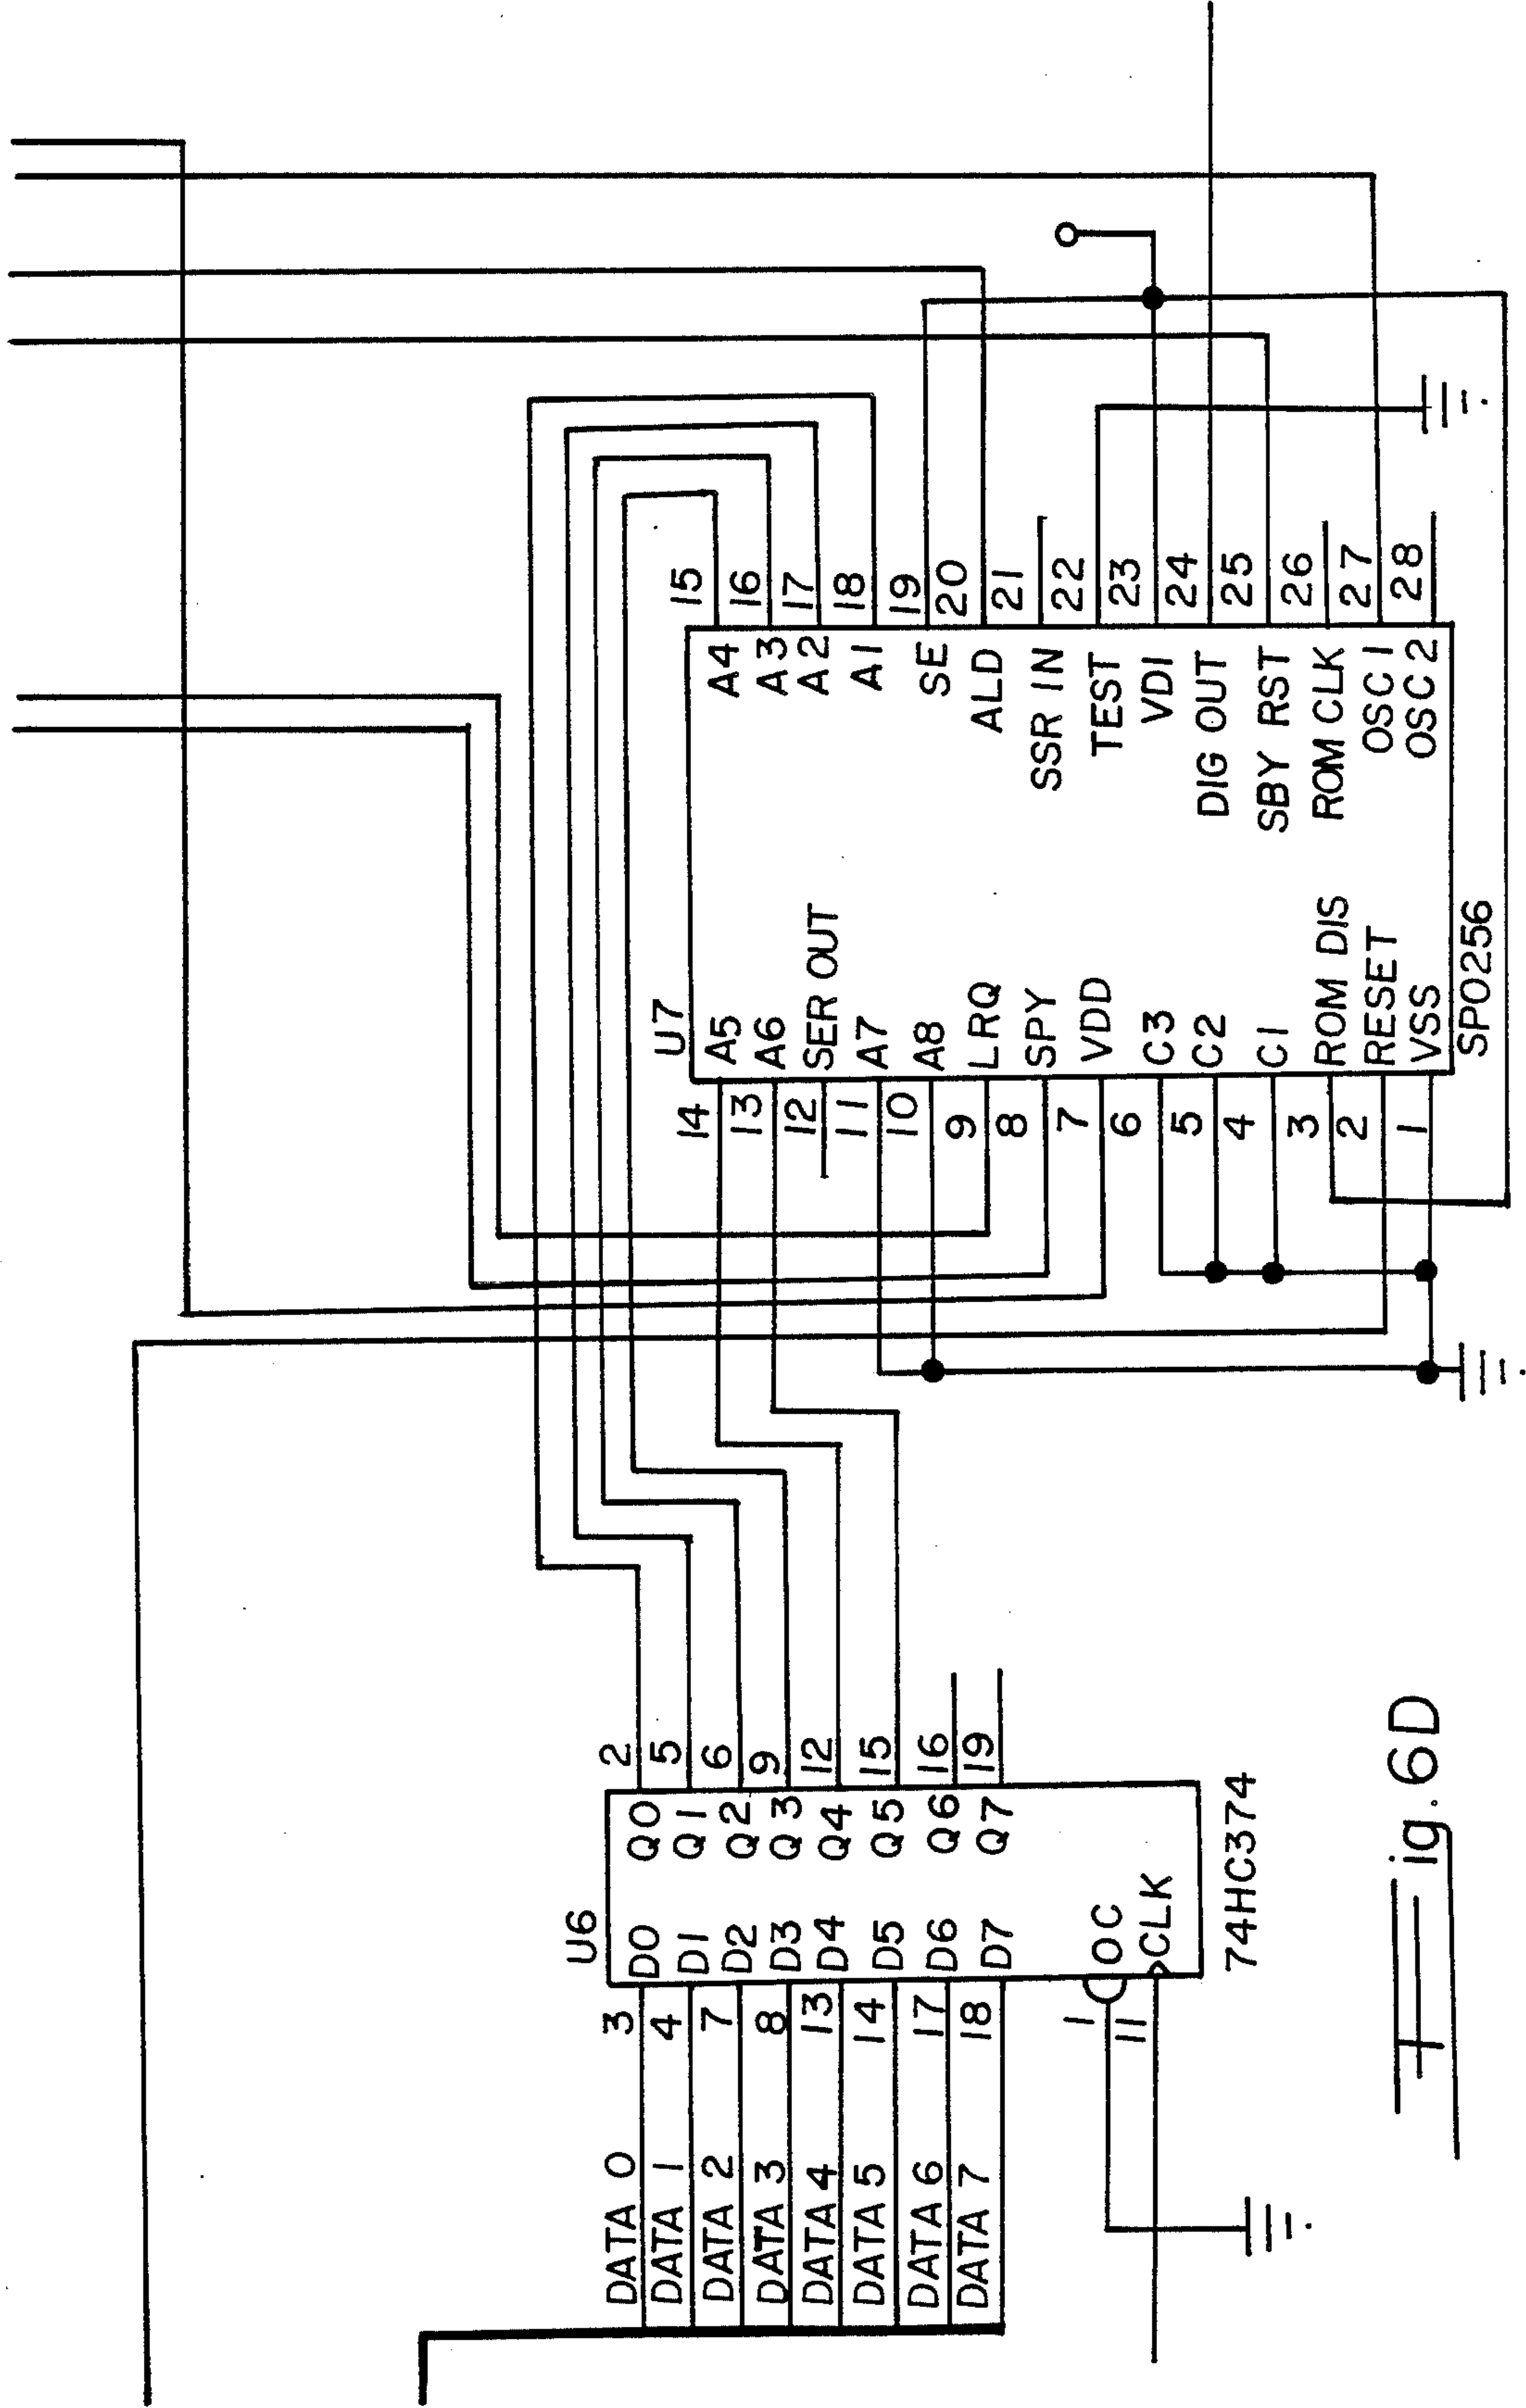 U6
DATA 0 3 D0 Q0 2
DATA 1 4 D1 Q1 5
DATA 2 7 D2 Q2 6
DATA 3 8 D3 Q3 9
DATA 4 13 D4 Q4 12
DATA 5 14 D5 Q5 15
DATA 6 17 D6 Q6 16
DATA 7 18 D7 Q7 19
1 OC
11 CLK
74HC374
U7
14 A5 A4 15
13 A6 A3 16
12 SER OUT A2 17
11 A7 A1 18
10 A8 SE 19
9 LRQ ALD 20
8 SPY SSR IN 21
7 VDD TEST 22
6 C3 VDI 23
5 C2 DIG OUT 24
4 C1 SBY RST 25
3 ROM DIS ROM CLK 26
2 RESET OSC 1 27
1 VSS OSC 2 28
SPO256
Fig. 6D